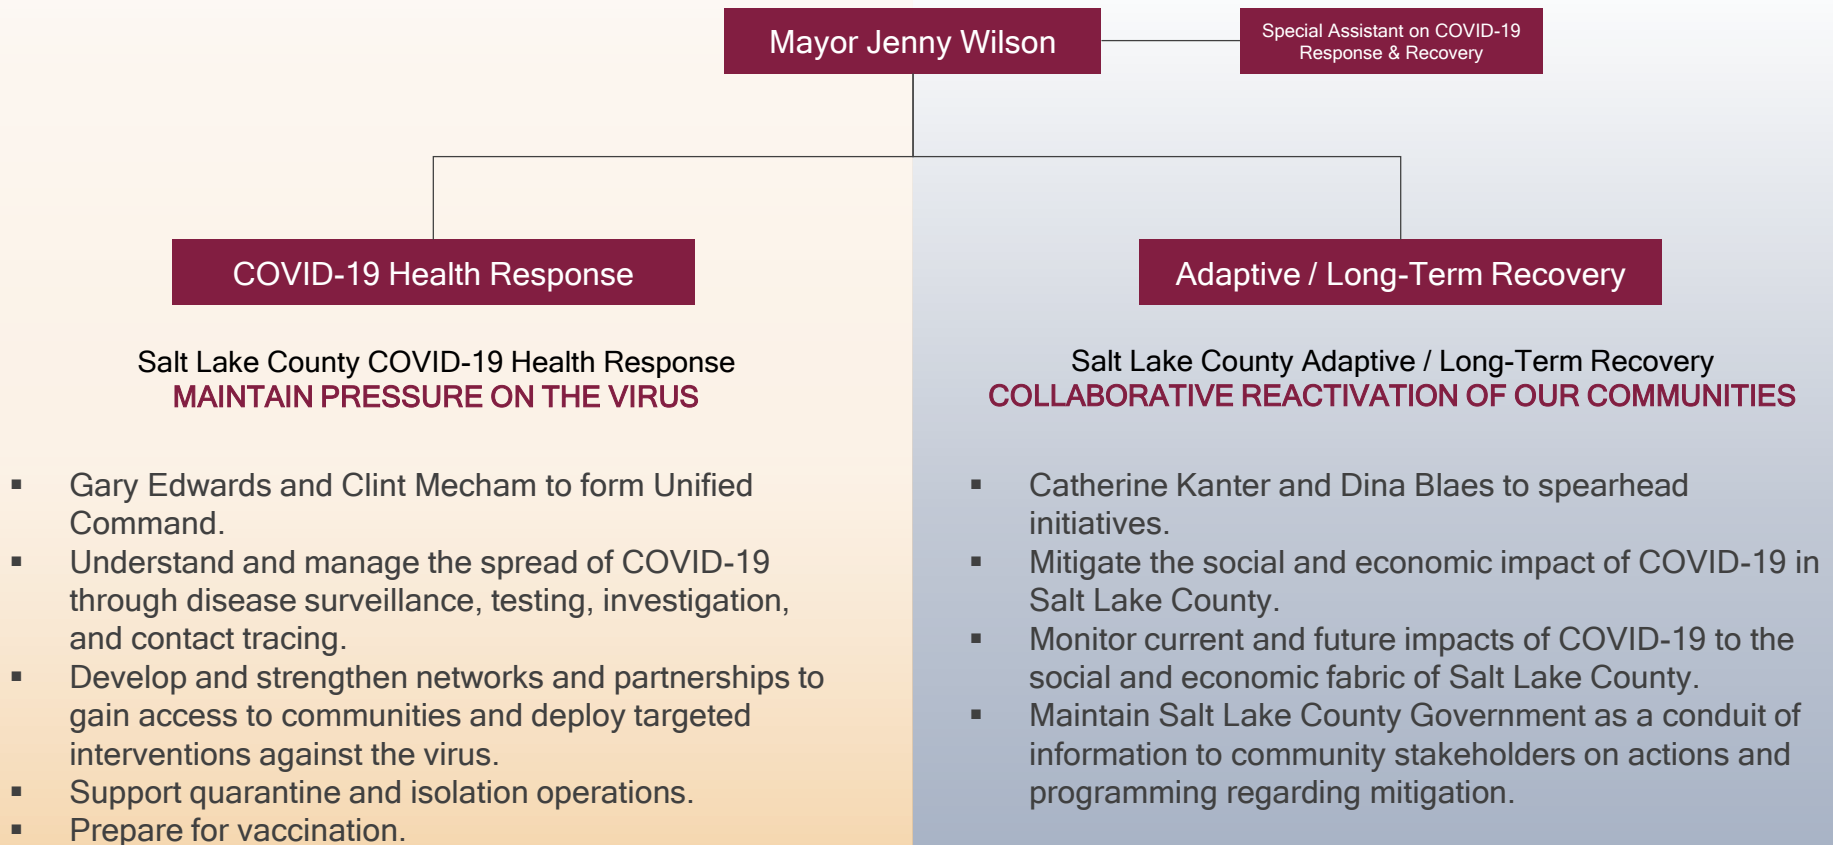 Mayor Jenny Wilson
Special Assistant on COVID-19
Response & Recovery
COVID-19 Health Response
Salt Lake County COVID-19 Health Response
MAINTAIN PRESSURE ON THE VIRUS
▪ Gary Edwards and Clint Mecham to form Unified
Command.
▪ Understand and manage the spread of COVID-19
through disease surveillance, testing, investigation,
and contact tracing.
▪ Develop and strengthen networks and partnerships to
gain access to communities and deploy targeted
interventions against the virus.
▪ Support quarantine and isolation operations.
▪ Prepare for vaccination.
Adaptive / Long-Term Recovery
Salt Lake County Adaptive / Long-Term Recovery
COLLABORATIVE REACTIVATION OF OUR COMMUNITIES
▪ Catherine Kanter and Dina Blaes to spearhead
initiatives.
▪ Mitigate the social and economic impact of COVID-19 in
Salt Lake County.
▪ Monitor current and future impacts of COVID-19 to the
social and economic fabric of Salt Lake County.
▪ Maintain Salt Lake County Government as a conduit of
information to community stakeholders on actions and
programming regarding mitigation.